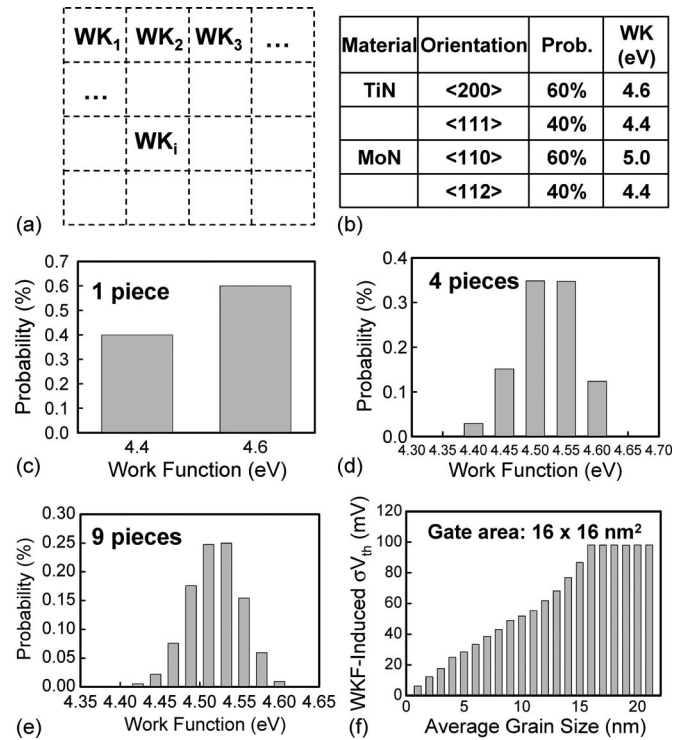 WK1 WK2 WK3 ...
...
WKi
(a)
Material Orientation Prob. WK (eV)
TiN <200> 60% 4.6
<111> 40% 4.4
MoN <110> 60% 5.0
<112> 40% 4.4
(b)
1 piece
Probability (%)
0.7
0.6
0.5
0.4
0.3
0.2
0.1
0.0
4.4 4.6
(c) Work Function (eV)
4 pieces
Probability (%)
0.4
0.3
0.2
0.1
0.0
4.30 4.35 4.40 4.45 4.50 4.55 4.60 4.65 4.70
(d) Work Function (eV)
9 pieces
Probability (%)
0.30
0.25
0.20
0.15
0.10
0.05
0.00
4.35 4.40 4.45 4.50 4.55 4.60 4.65
(e) Work Function (eV)
Gate area: 16 x 16 nm2
WKF-Induced σVth (mV)
120
100
80
60
40
20
0
0 5 10 15 20
(f) Average Grain Size (nm)